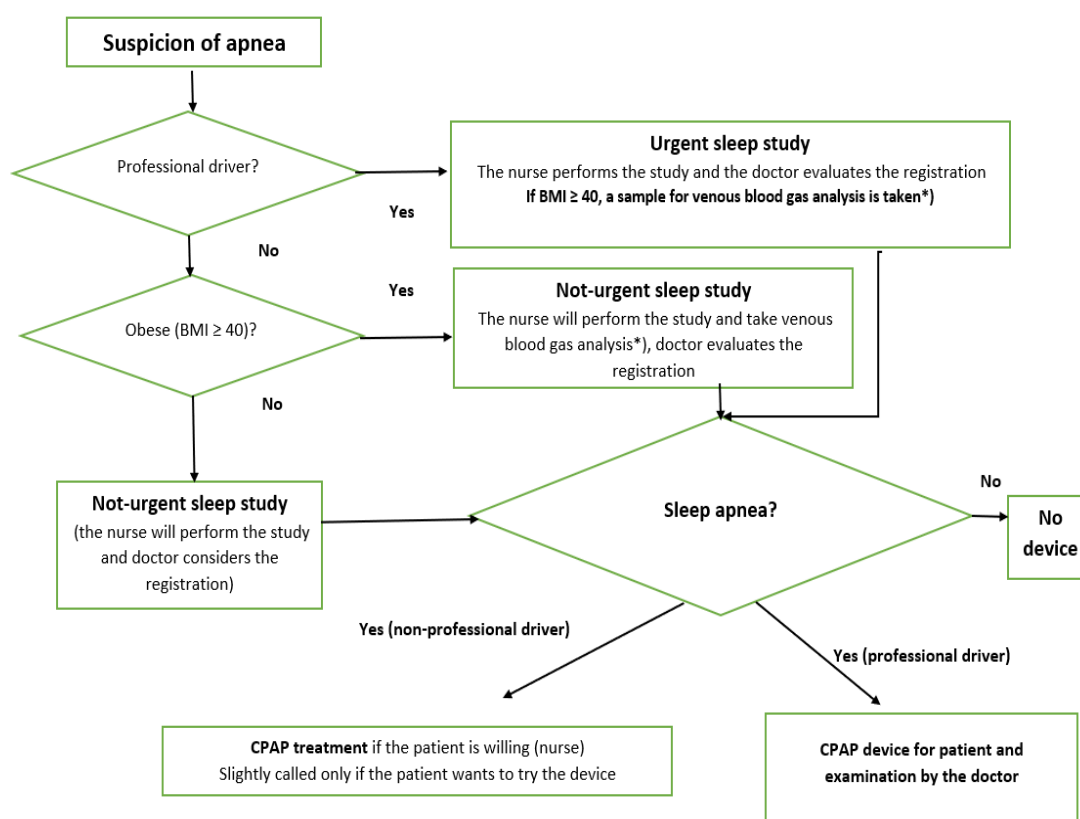 Suspicion of apnea
Professional driver?
Yes
No
Urgent sleep study
The nurse performs the study and the doctor evaluates the registration
If BMI ≥ 40, a sample for venous blood gas analysis is taken*)
Obese (BMI ≥ 40)?
Yes
No
Not-urgent sleep study
The nurse will perform the study and take venous
blood gas analysis*), doctor evaluates the
registration
Not-urgent sleep study
(the nurse will perform the study
and doctor considers the
registration)
Sleep apnea?
No
No
device
Yes (non-professional driver)
Yes (professional driver)
CPAP treatment if the patient is willing (nurse)
Slightly called only if the patient wants to try the device
CPAP device for patient and
examination by the doctor